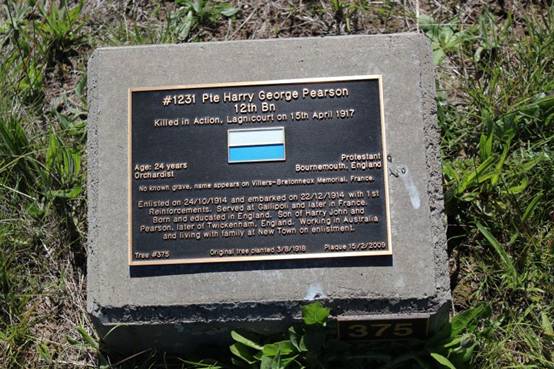 #1231 Pte Harry George Pearson
12th Bn
Killed in Action, Lagnicourt on 15th April 1917
Age: 24 years
Orchardist
Protestant
Bournemouth, England
No known grave, name appears on Villers-Bretonneux Memorial, France.
Enlisted on 24/10/1914 and embarked on 22/12/1914 with 1st
Reinforcements. Served at Gallipoli and later in France.
Born and educated in England. Son of Harry John and
Pearson, later of Twickenham, England. Working in Australia
and living with family at New Town on enlistment.
Tree #375
Original tree planted 3/8/1918
Plaque 15/2/2009
375